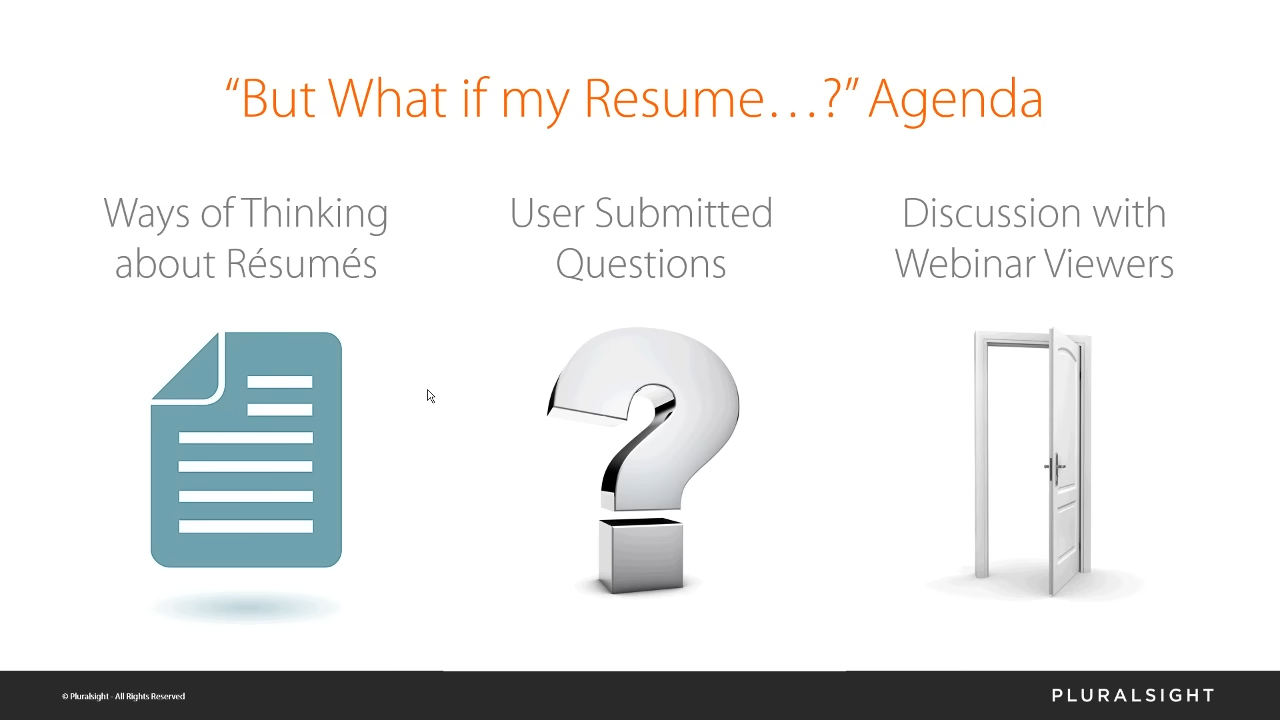 “But What if my Resume…?” Agenda
Ways of Thinking
about Résumés
User Submitted
Questions
Discussion with
Webinar Viewers
© Pluralsight - All Rights Reserved
PLURALSIGHT